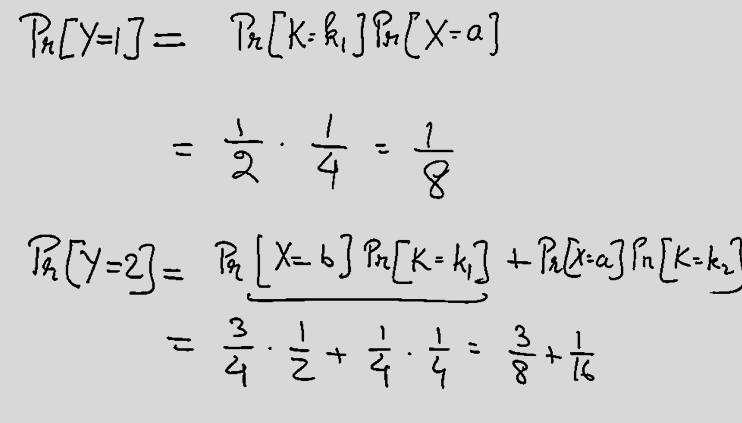 Pr[Y=1] = Pr[K=k₁] Pr[X=a]
= 1/2 · 1/4 = 1/8
Pr[Y=2] = Pr[X=b] Pr[K=k₁] + Pr[X=a] Pr[K=k₂]
= 3/4 · 1/2 + 1/4 · 1/4 = 3/8 + 1/16